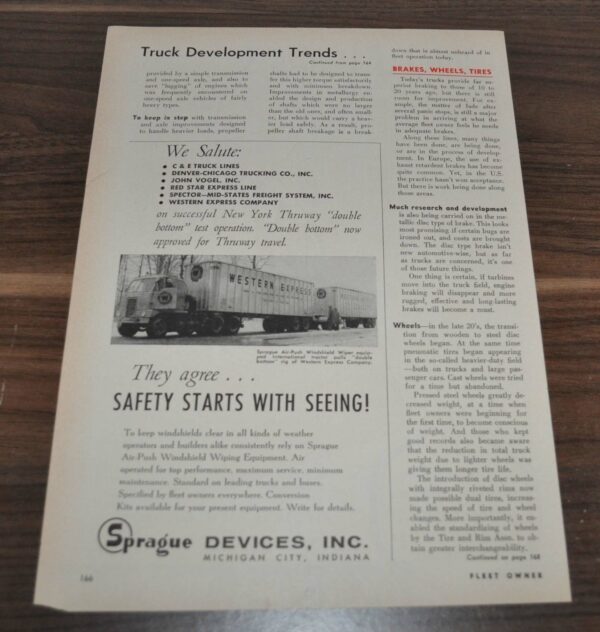 Truck Development Trends . . .
Continued from page 164
provided by a simple transmission
and one-speed axle, and also to
save "lugging" of engines which
was frequently encountered on
one-speed axle vehicles of fairly
heavy types.
To keep in step with transmission
and axle improvements designed
to handle heavier loads, propeller
shafts had to be designed to trans-
fer this higher torque satisfactorily
and with minimum breakdown.
Improvements in metallurgy en-
abled the design and production
of shafts which were no larger
than the old ones, and often small-
er, but which would carry a heav-
ier load safely. As a result, pro-
peller shaft breakage is a break-
We Salute:
• C & E TRUCK LINES
• DENVER-CHICAGO TRUCKING CO., INC.
• JOHN VOGEL, INC.
• RED STAR EXPRESS LINE
• SPECTOR–MID-STATES FREIGHT SYSTEM, INC.
• WESTERN EXPRESS COMPANY
on successful New York Thruway "double
bottom" test operation. "Double bottom" now
approved for Thruway travel.
WESTERN EXPRESS
Sprague Air-Push Windshield Wiper equip-
ped International tractor pulls "double
bottom" rig of Western Express Company.
They agree . . .
SAFETY STARTS WITH SEEING!
To keep windshields clear in all kinds of weather
operators and builders alike consistently rely on Sprague
Air-Push Windshield Wiping Equipment. Air
operated for top performance, maximum service, minimum
maintenance. Standard on leading trucks and buses.
Specified by fleet owners everywhere. Conversion
Kits available for your present equipment. Write for details.
Sprague DEVICES, INC.
MICHIGAN CITY, INDIANA
166
down that is almost unheard of in
fleet operation today.
BRAKES, WHEELS, TIRES
Today's trucks provide far su-
perior braking to those of 10 to
20 years ago, but there is still
room for improvement. For ex-
ample, the matter of fade after
several panic stops, is still a major
problem in arriving at what the
average fleet owner feels he needs
in adequate brakes.
Along these lines, many things
have been done, are being done,
or are in the process of develop-
ment. In Europe, the use of ex-
haust retardent brakes has become
quite common. Yet, in the U.S.
the practice hasn't won acceptance.
But there is work being done along
those areas.
Much research and development
is also being carried on in the me-
tallic disc type of brake. This looks
most promising if certain bugs are
ironed out, and costs are brought
down. The disc type brake isn't
new automotive-wise, but as far
as trucks are concerned, it's one
of those future things.
One thing is certain, if turbines
move into the truck field, engine
braking will disappear and more
rugged, effective and long-lasting
brakes will become a must.
Wheels—in the late 20's, the transi-
tion from wooden to steel disc
wheels began. At the same time
pneumatic tires began appearing
in the so-called heavier-duty field
—both on trucks and large pas-
senger cars. Cast wheels were tried
for a time but abandoned.
Pressed steel wheels greatly de-
creased weight, at a time when
fleet owners were beginning for
the first time, to become conscious
of weight. And those who kept
good records also became aware
that the reduction in total truck
weight due to lighter wheels was
giving them longer tire life.
The introduction of disc wheels
with integrally riveted rims now
made possible dual tires, increas-
ing the speed of tire and wheel
changes. More importantly, it en-
abled the standardizing of wheels
by the Tire and Rim Assn. to ob-
tain greater interchangeability.
Continued on page 168
FLEET OWNER